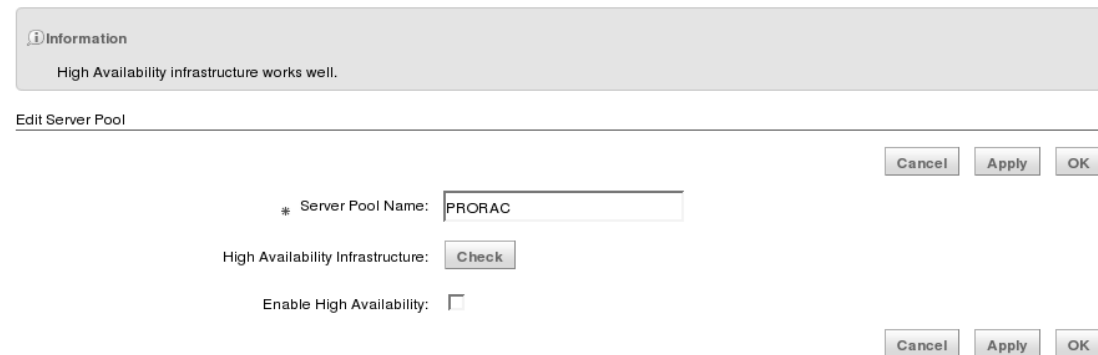 Information
High Availability infrastructure works well.
Edit Server Pool
Cancel Apply OK
* Server Pool Name: PRORAC
High Availability Infrastructure: Check
Enable High Availability:
Cancel Apply OK